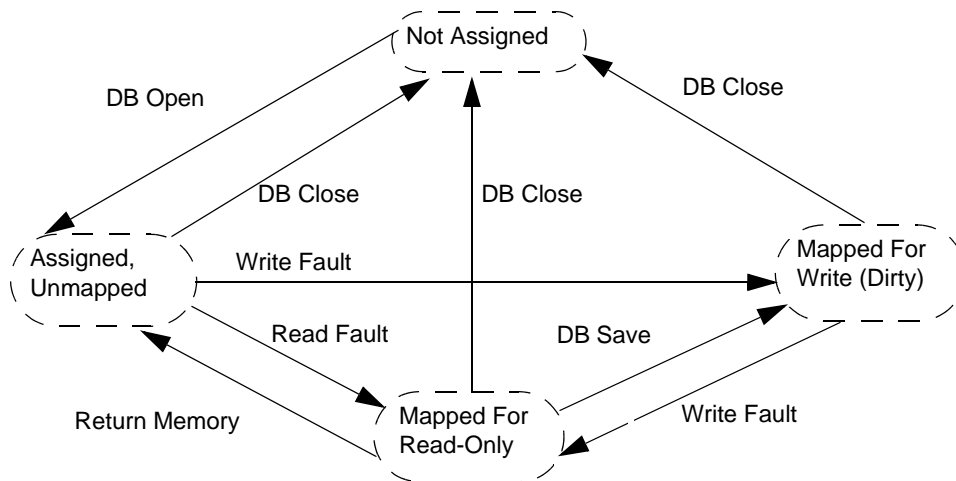 Not Assigned
DB Open
DB Close
DB Close
DB Close
Assigned,
Unmapped
Write Fault
Mapped For
Write (Dirty)
Read Fault
DB Save
Return Memory
Mapped For
Read-Only
Write Fault